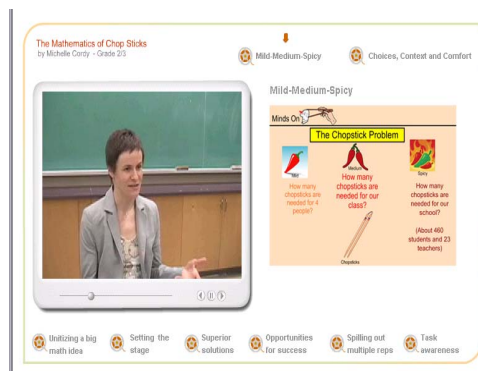 The Mathematics of Chop Sticks
by Michelle Cordy - Grade 2/3
Mild-Medium-Spicy
Choices, Contest and Comfort
Mild-Medium-Spicy
Minds On
The Chopstick Problem
Mild
Medium
Spicy
How many
chopsticks are
needed for 4
people?
How many
chopsticks are
needed for our
class?
How many
chopsticks are
needed for our
school?
(About 460
students and 23
teachers)
Chopsticks
Unitizing a big
math idea
Setting the
stage
Superior
solutions
Opportunities
for success
Spilling out
multiple reps
Task
awareness